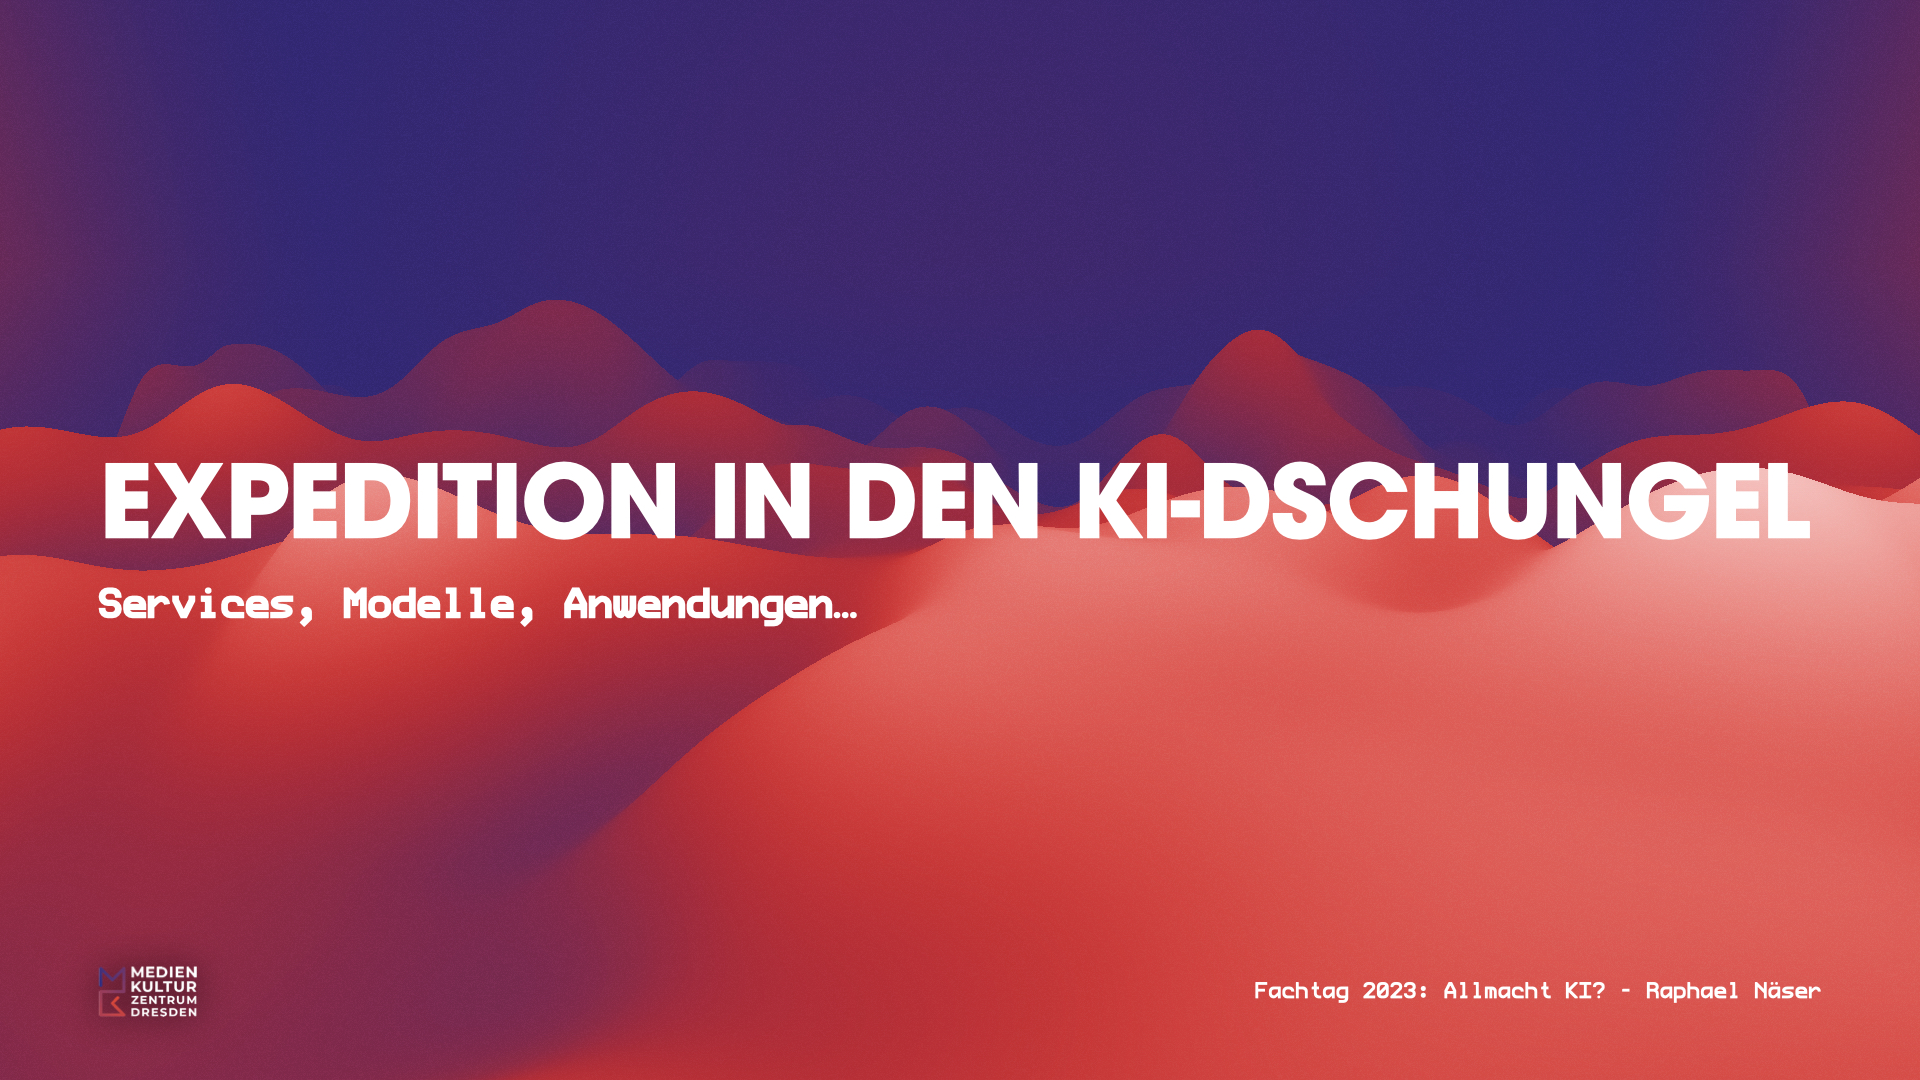 EXPEDITION IN DEN KI-DSCHUNGEL
Services, Modelle, Anwendungen…
MEDIEN
KULTUR
ZENTRUM
DRESDEN
Fachtag 2023: Allmacht KI? - Raphael Näser